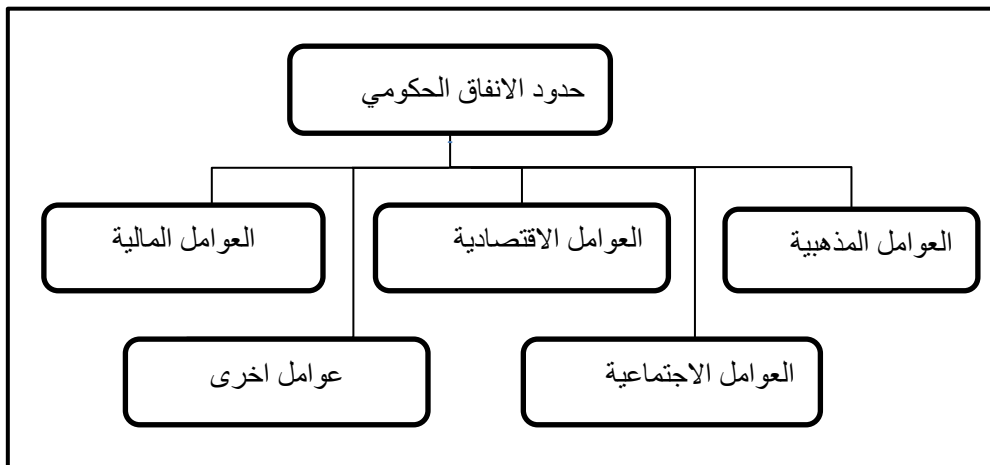 حدود الانفاق الحكومي
العوامل المذهبية
العوامل الاقتصادية
العوامل المالية
العوامل الاجتماعية
عوامل اخرى